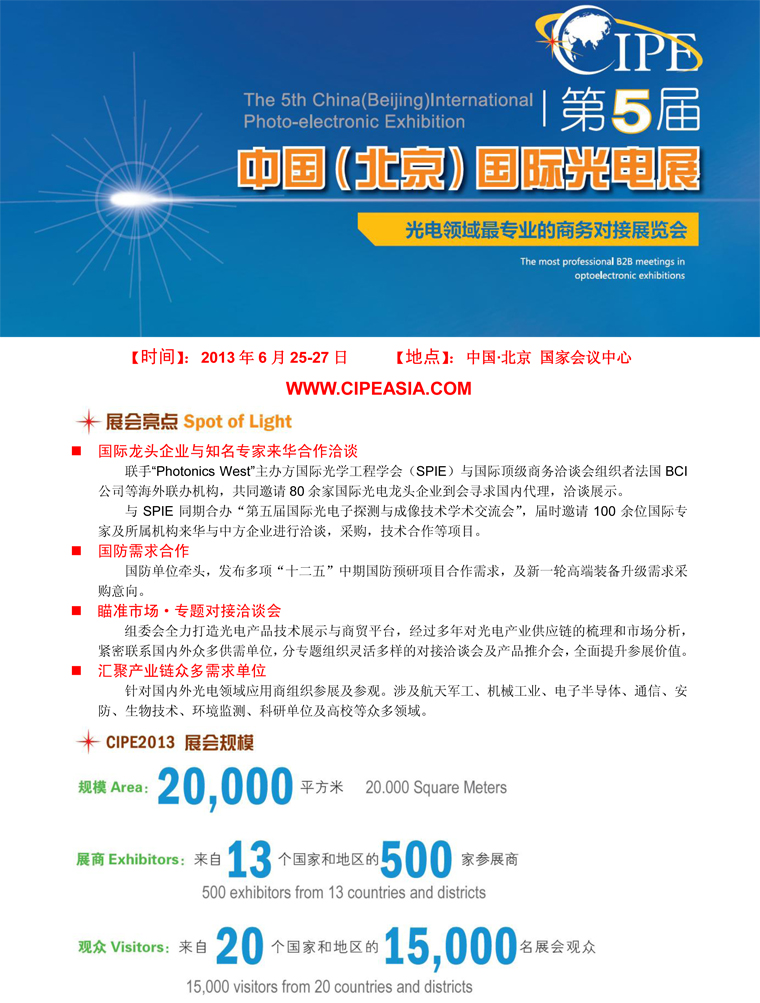 CIPE
The 5th China(Beijing)International
Photo-electronic Exhibition
第5届
中国（北京）国际光电展
光电领域最专业的商务对接展览会
The most professional B2B meetings in
optoelectronic exhibitions
【时间】： 2013 年 6 月 25-27 日 【地点】： 中国·北京 国家会议中心
WWW.CIPEASIA.COM
展会亮点 Spot of Light
■ 国际龙头企业与知名专家来华合作洽谈
联手“Photonics West”主办方国际光学工程学会（SPIE）与国际顶级商务洽谈会组织者法国 BCI
公司等海外联办机构，共同邀请 80 余家国际光电龙头企业到会寻求国内代理，洽谈展示。
与 SPIE 同期合办“第五届国际光电子探测与成像技术学术交流会”，届时邀请 100 余位国际专
家及所属机构来华与中方企业进行洽谈，采购，技术合作等项目。
■ 国防需求合作
国防单位牵头，发布多项“十二五”中期国防预研项目合作需求，及新一轮高端装备升级需求采
购意向。
■ 瞄准市场·专题对接洽谈会
组委会全力打造光电产品技术展示与商贸平台，经过多年对光电产业供应链的梳理和市场分析，
紧密联系国内外众多供需单位，分专题组织灵活多样的对接洽谈会及产品推介会，全面提升参展价值。
■ 汇聚产业链众多需求单位
针对国内外光电领域应用商组织参展及参观。涉及航天军工、机械工业、电子半导体、通信、安
防、生物技术、环境监测、科研单位及高校等众多领域。
CIPE2013 展会规模
规模 Area: 20,000 平方米 20.000 Square Meters
展商 Exhibitors: 来自 13 个国家和地区的 500 家参展商
500 exhibitors from 13 countries and districts
观众 Visitors: 来自 20 个国家和地区的 15,000 名展会观众
15,000 visitors from 20 countries and districts